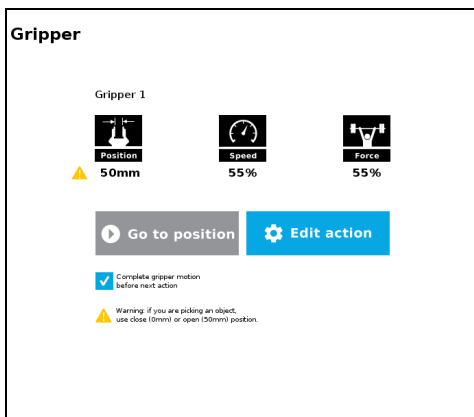 Gripper
Gripper 1
Position
Speed
Force
50mm
55%
55%
Go to position
Edit action
Complete gripper motion
before next action
Warning: if you are picking an object,
use close (0mm) or open (50mm) position.